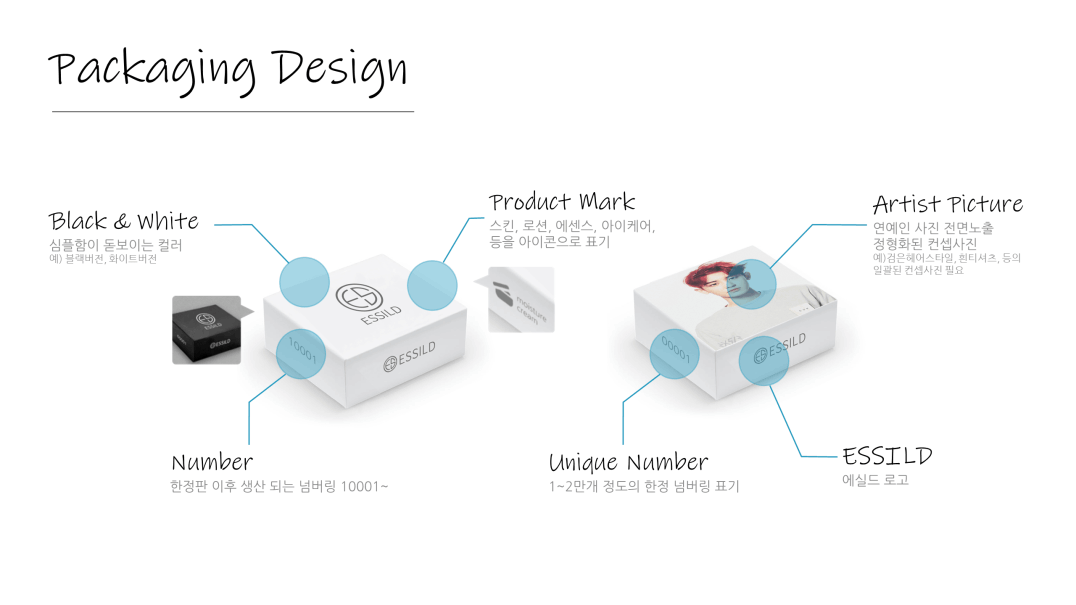 Packaging Design
Black & White
심플함이 돋보이는 컬러
예) 블랙버전, 화이트버전
Product Mark
스킨, 로션, 에센스, 아이케어,
등을 아이콘으로 표기
Artist Picture
연예인 사진 전면노출
정형화된 컨셉사진
예)검은헤어스타일, 흰티셔츠, 등의
일괄된 컨셉사진 필요
ESSILD
ESSILD
ESSILD
10001
ESSILD
moisture
cream
00001
ESSILD
Number
한정판 이후 생산 되는 넘버링 10001~
Unique Number
1~2만개 정도의 한정 넘버링 표기
ESSILD
에실드 로고